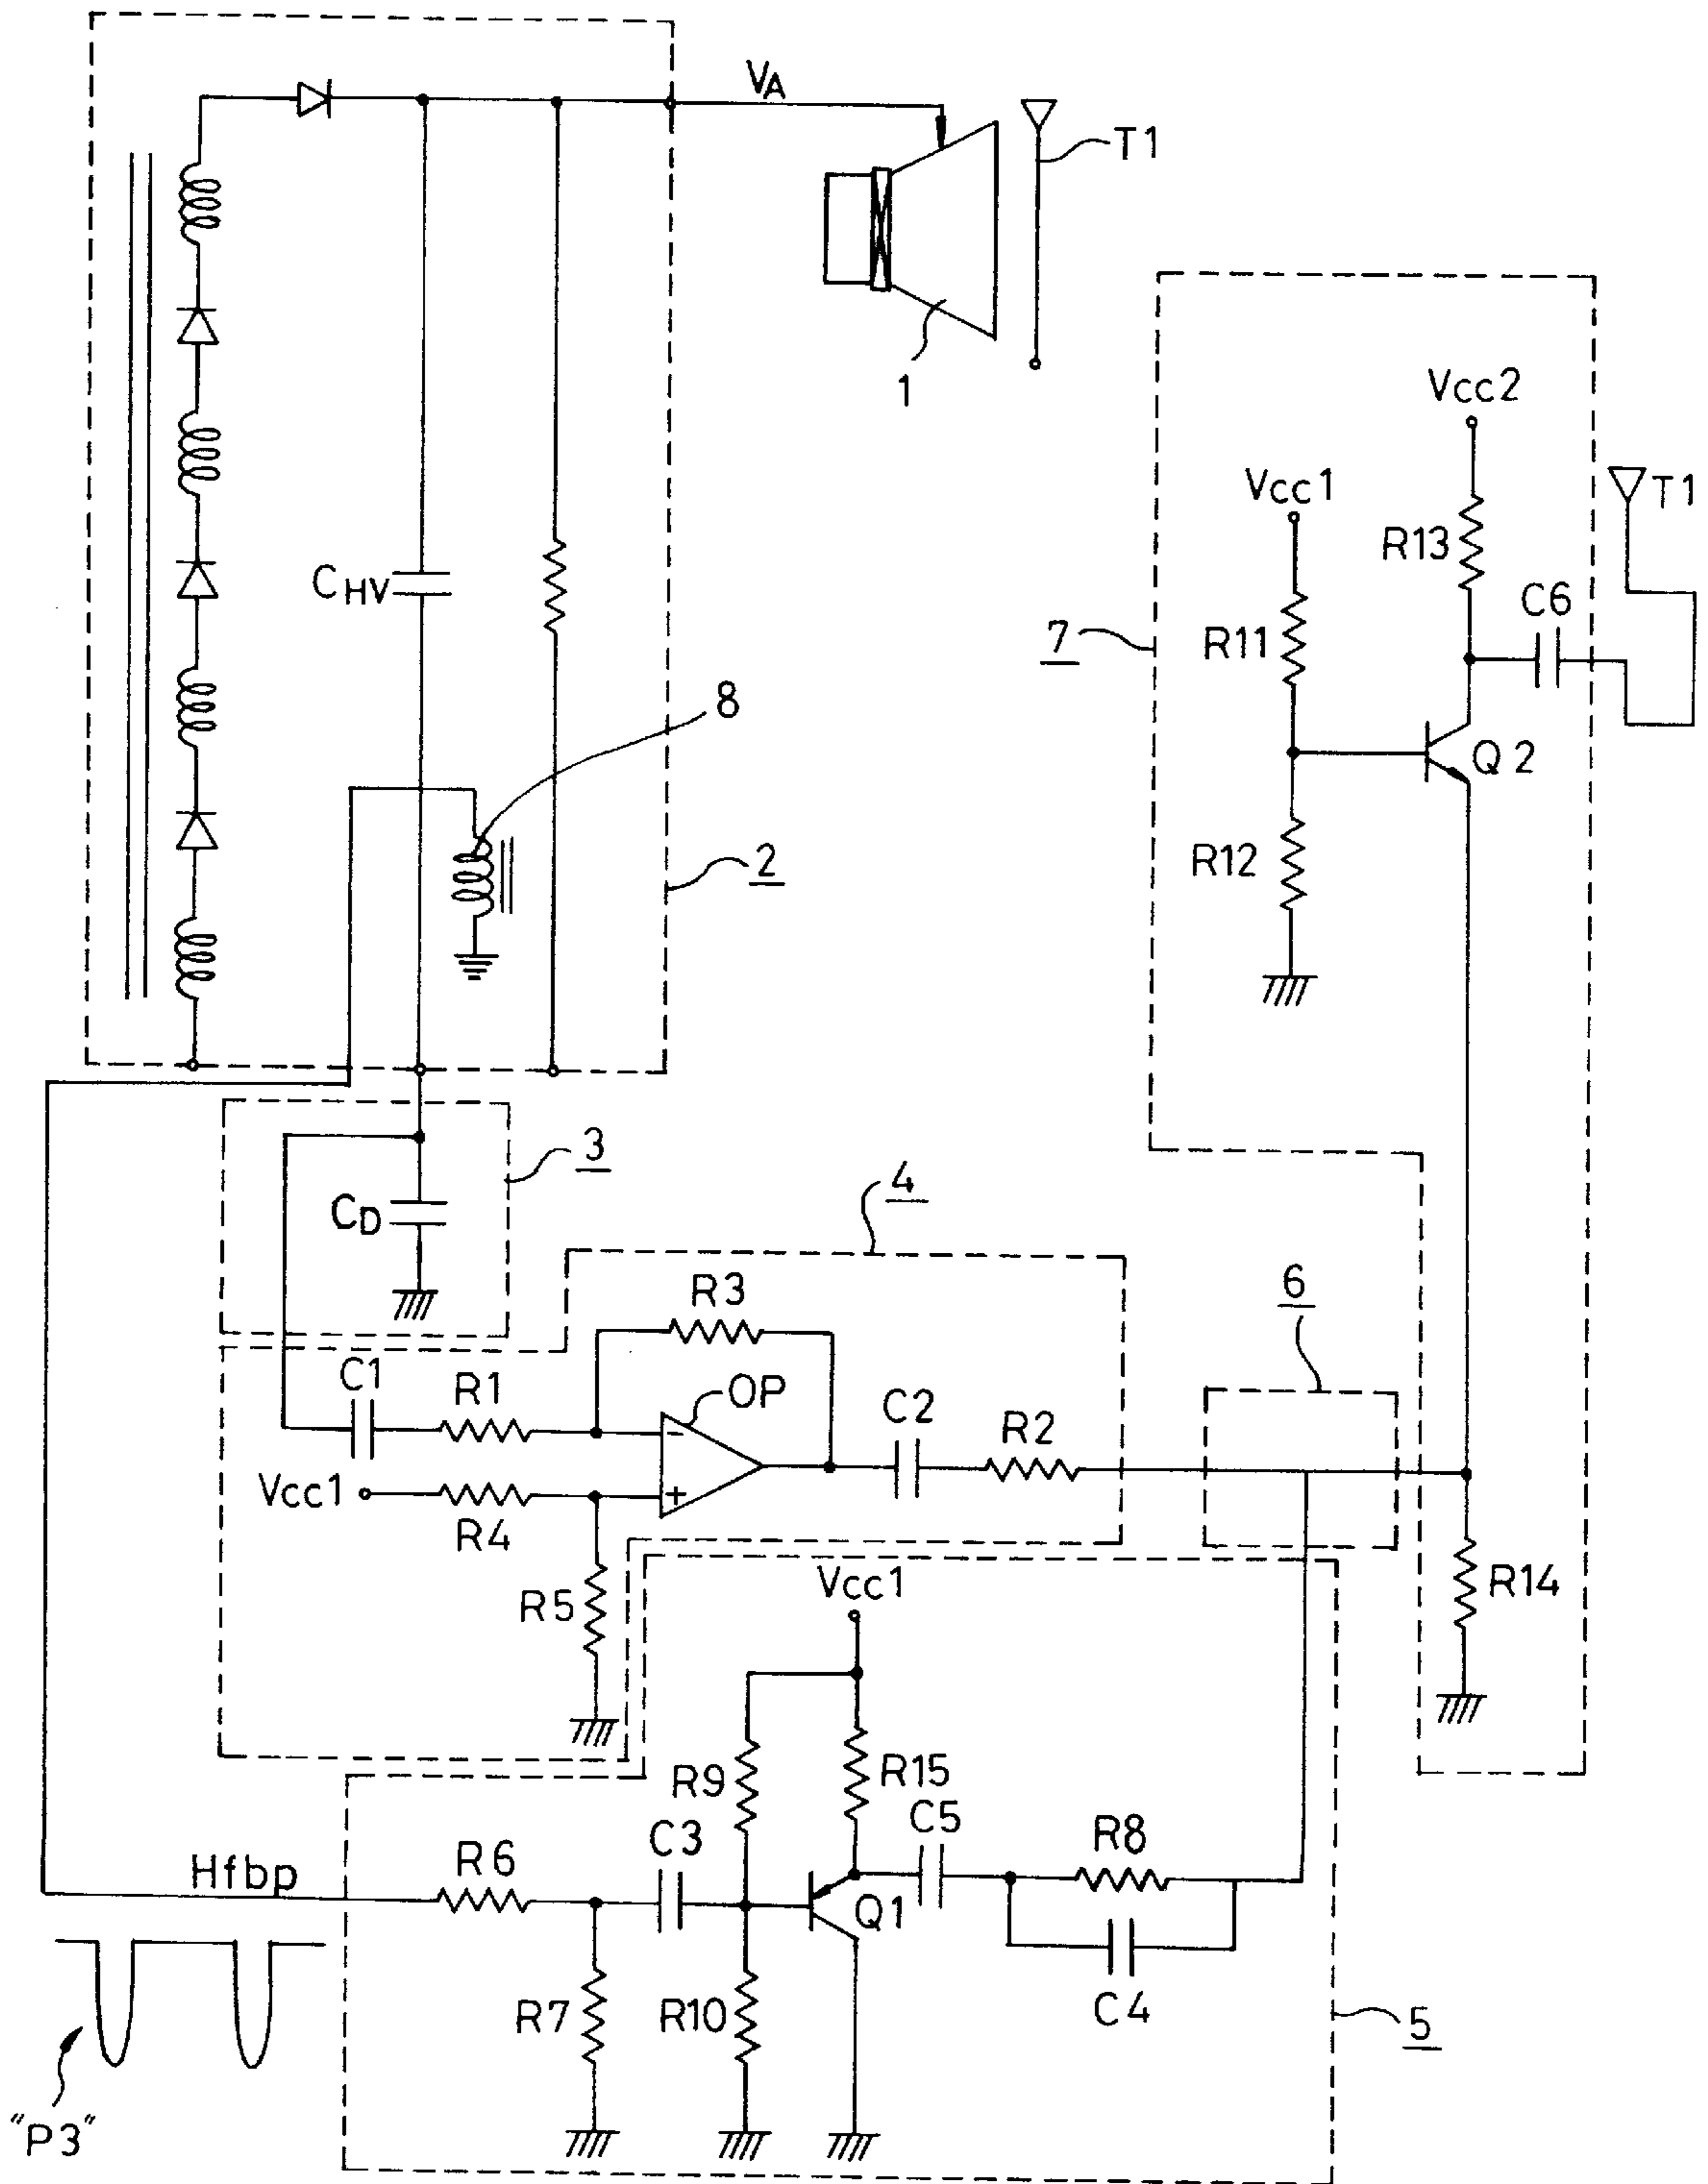 VA
T1
1
Vcc2
Vcc1
T1
R13
CHV
C6
R11
7
8
Q2
R12
2
3
4
CD
R3
6
C1
R1
OP
C2
R2
Vcc1
R4
R5
Vcc1
R14
R9
R15
C5
R8
C3
R6
Hfbp
Q1
C4
R7
R10
5
"P3"